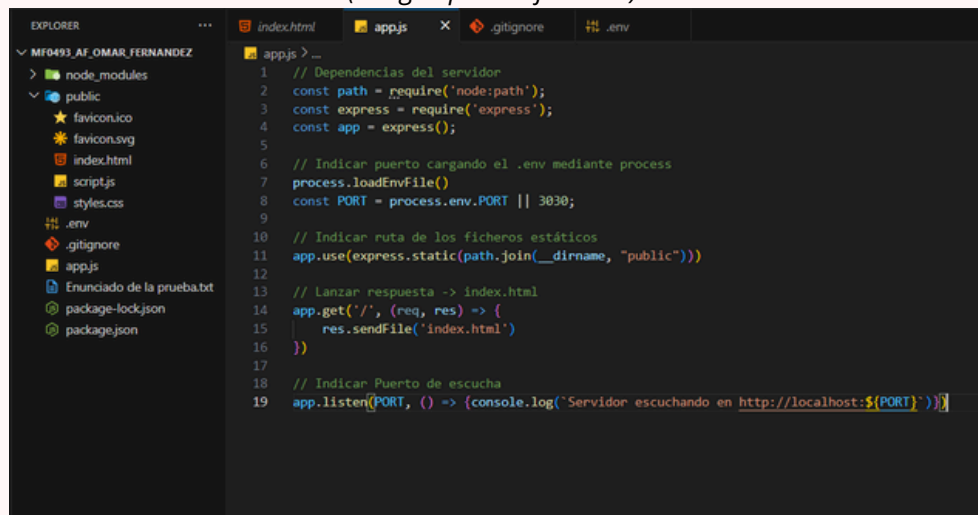 EXPLORER
MF0493_AF_OMAR_FERNANDEZ
node_modules
public
favicon.ico
favicon.svg
index.html
script.js
styles.css
.env
.gitignore
app.js
Enunciado de la prueba.txt
package-lock.json
package.json
index.html app.js .gitignore .env
app.js > ...
1 // Dependencias del servidor
2 const path = require('node:path');
3 const express = require('express');
4 const app = express();
5
6 // Indicar puerto cargando el .env mediante process
7 process.loadEnvFile()
8 const PORT = process.env.PORT || 3030;
9
10 // Indicar ruta de los ficheros estáticos
11 app.use(express.static(path.join(__dirname, "public")))
12
13 // Lanzar respuesta -> index.html
14 app.get('/', (req, res) => {
15     res.sendFile('index.html')
16 })
17
18 // Indicar Puerto de escucha
19 app.listen(PORT, () => {console.log(`Servidor escuchando en http://localhost:${PORT}`)})